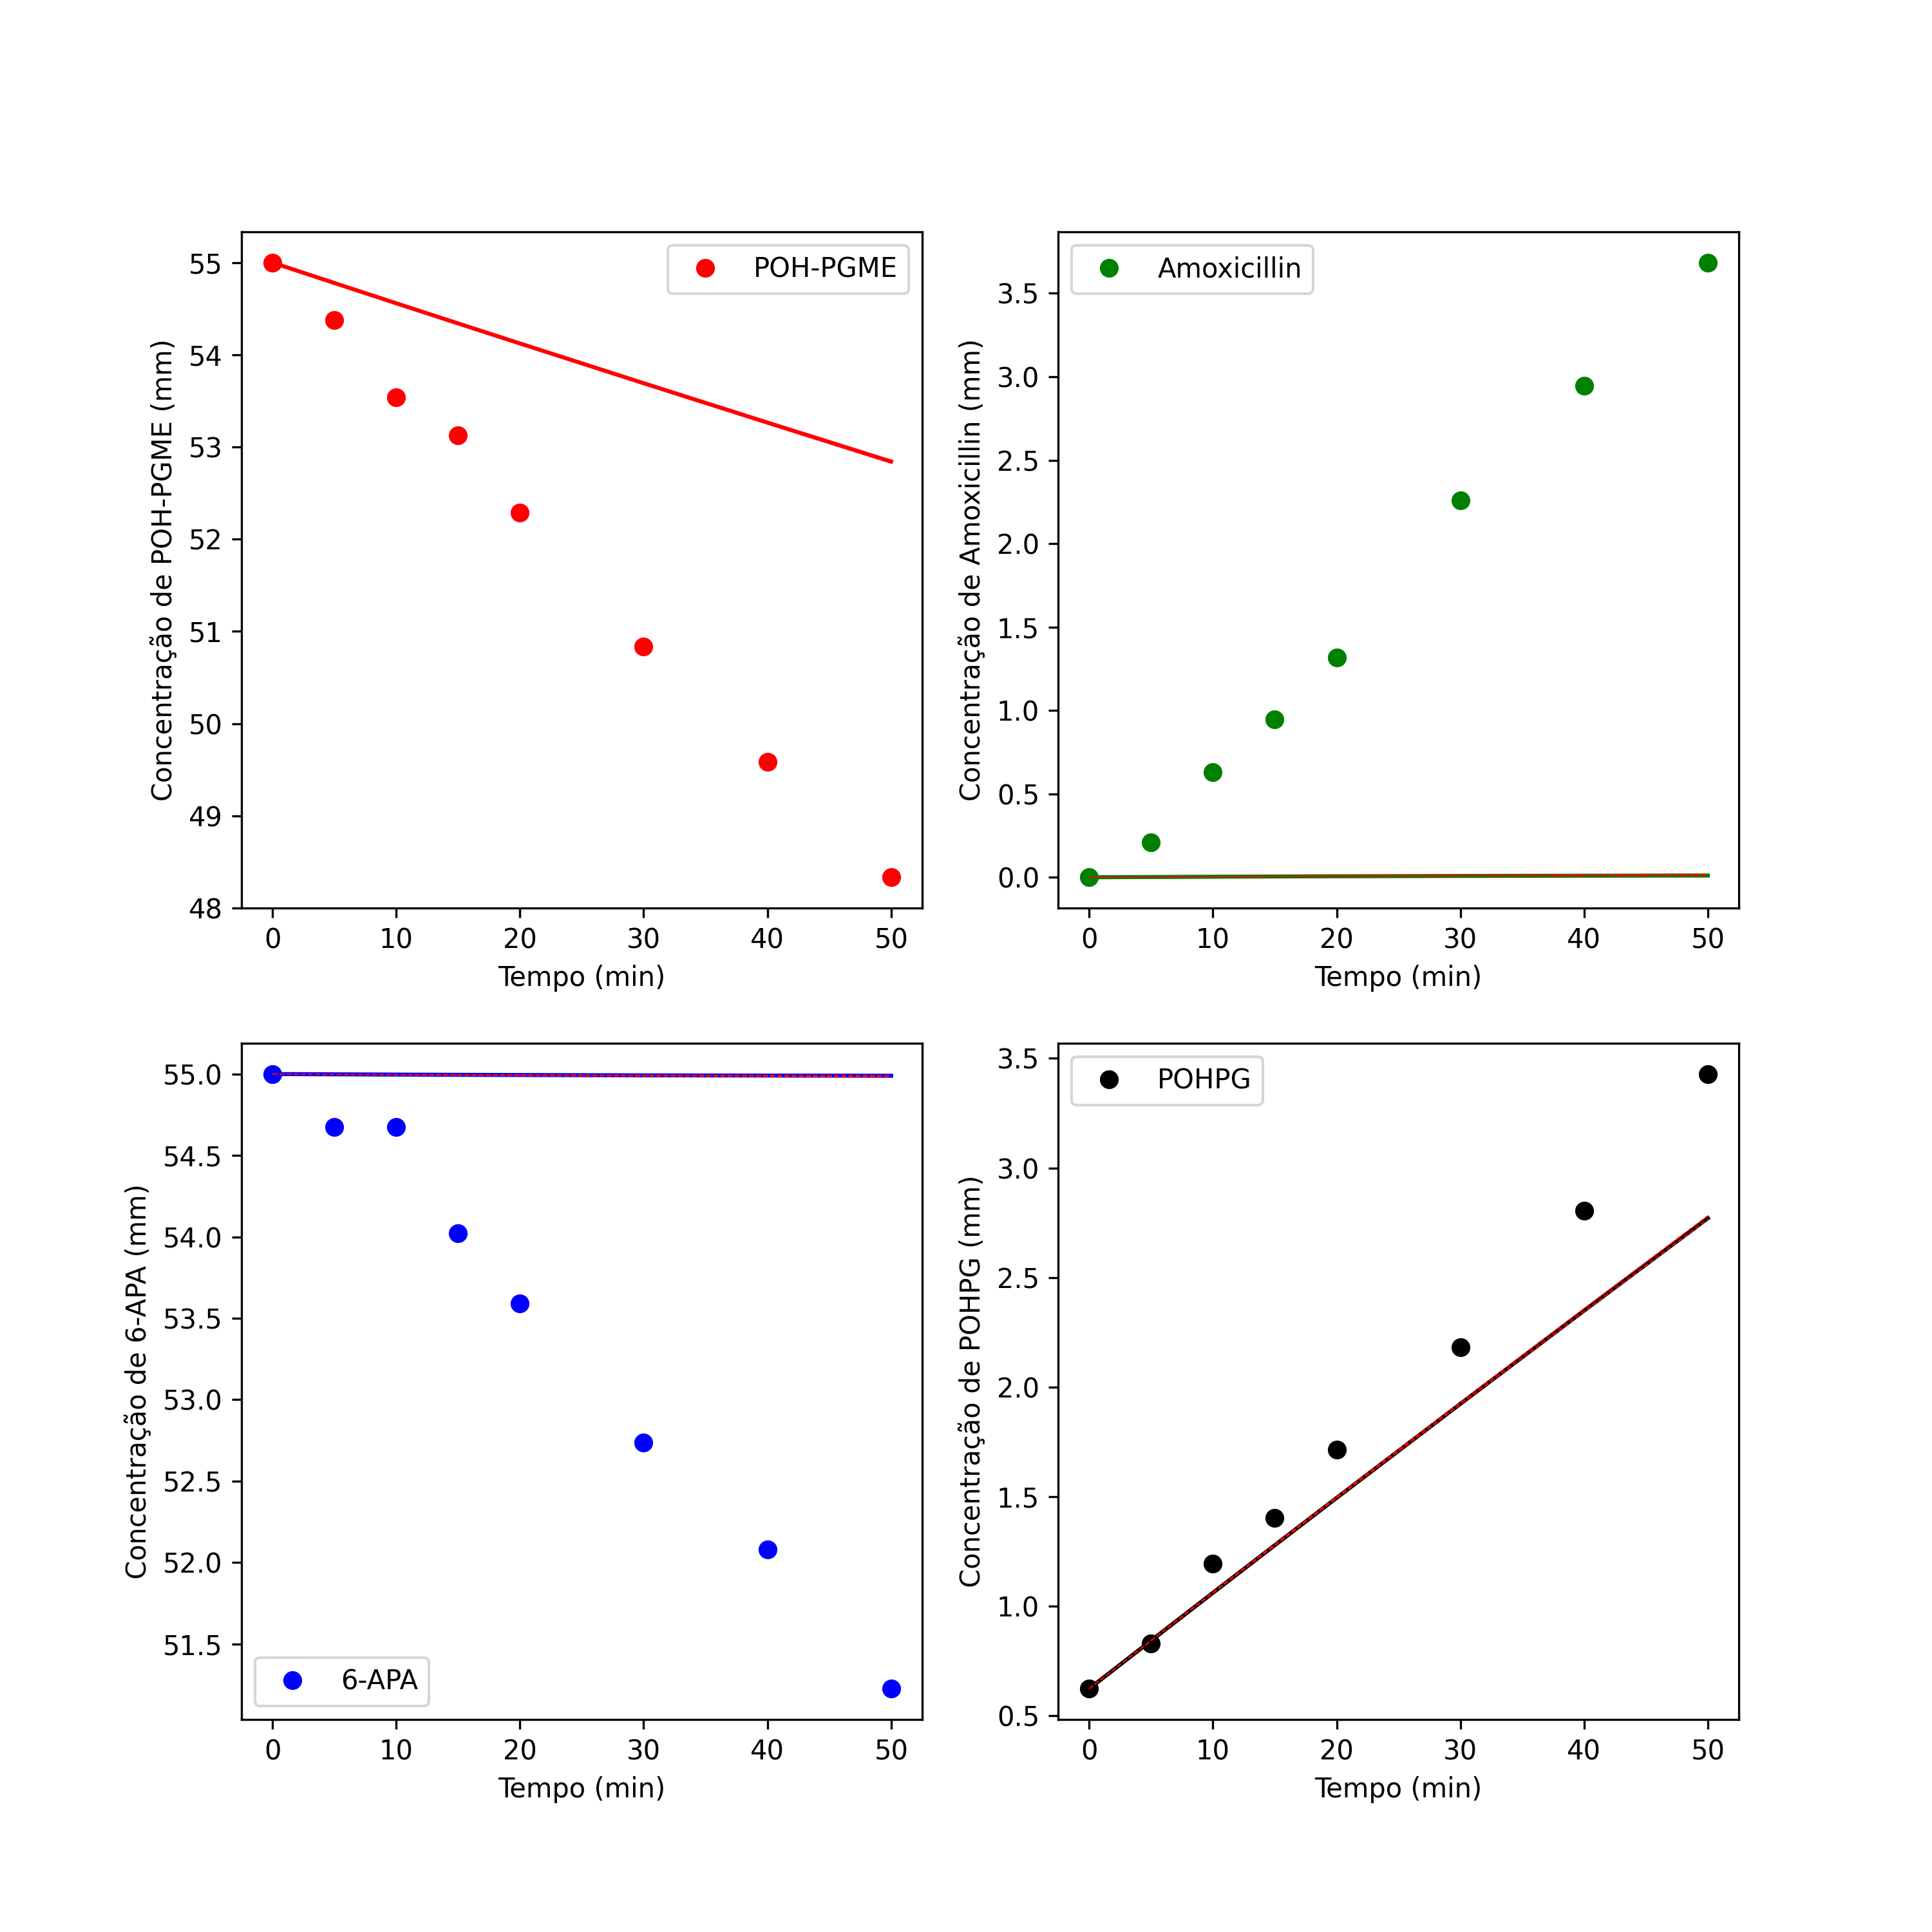 POH-PGME
Concentração de POH-PGME (mm)
55
54
53
52
51
50
49
48
0 10 20 30 40 50
Tempo (min)
Amoxicillin
Concentração de Amoxicillin (mm)
3.5
3.0
2.5
2.0
1.5
1.0
0.5
0.0
0 10 20 30 40 50
Tempo (min)
6-APA
Concentração de 6-APA (mm)
55.0
54.5
54.0
53.5
53.0
52.5
52.0
51.5
0 10 20 30 40 50
Tempo (min)
POHPG
Concentração de POHPG (mm)
3.5
3.0
2.5
2.0
1.5
1.0
0.5
0 10 20 30 40 50
Tempo (min)